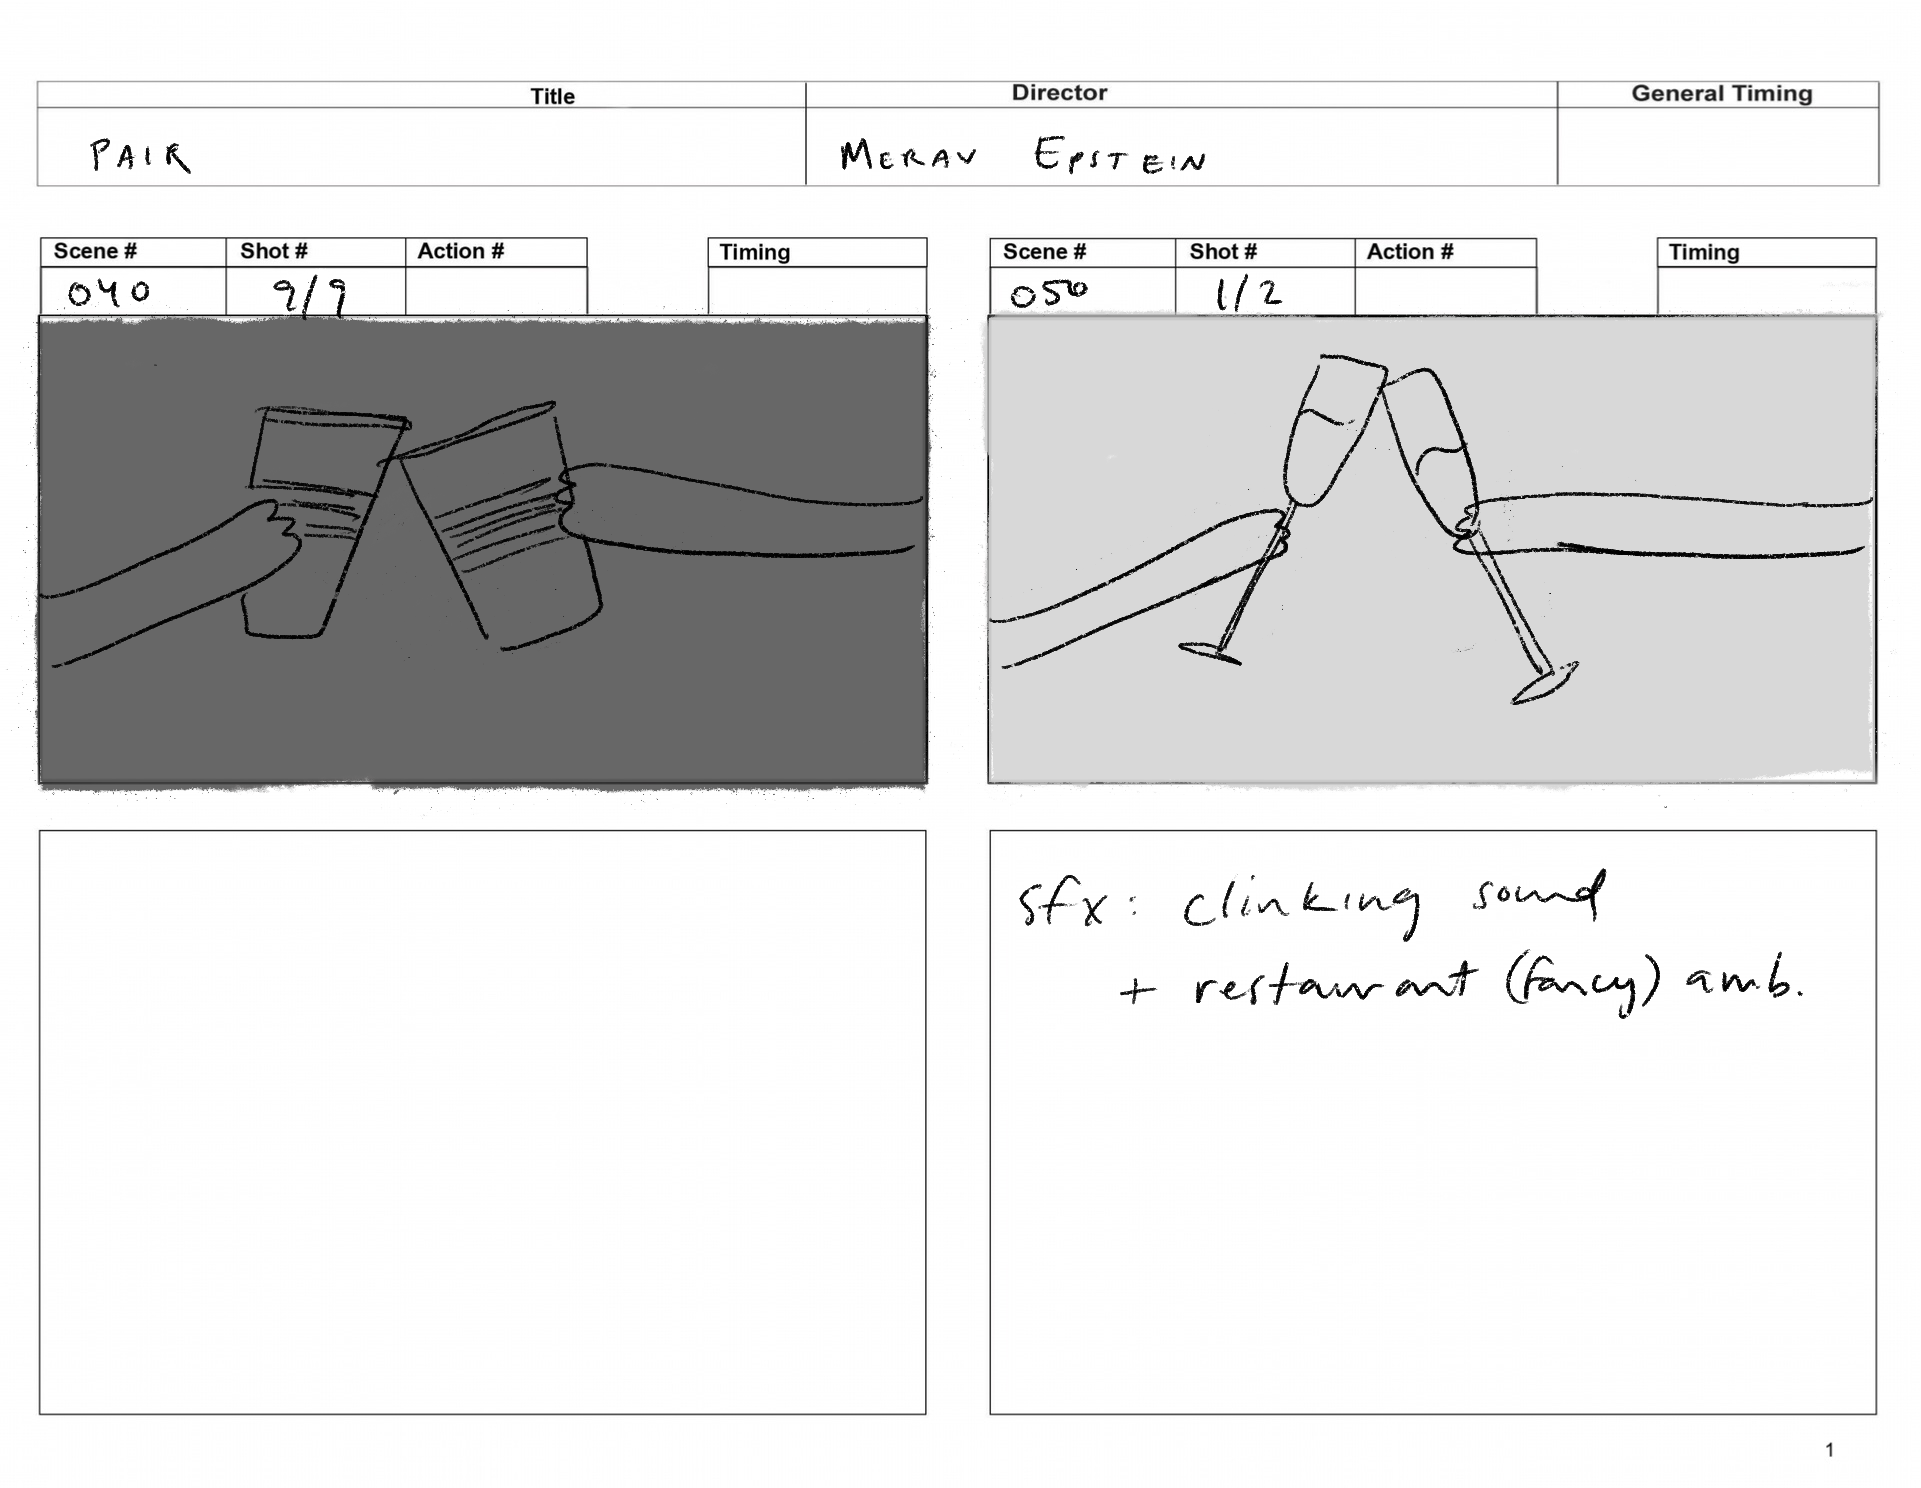 Title Director General Timing
PAIR MERAV EPSTEIN
Scene # Shot # Action # Timing
040 9/9
Scene # Shot # Action # Timing
050 1/2
sfx: clinking sound
+ restaurant (fancy) amb.
1